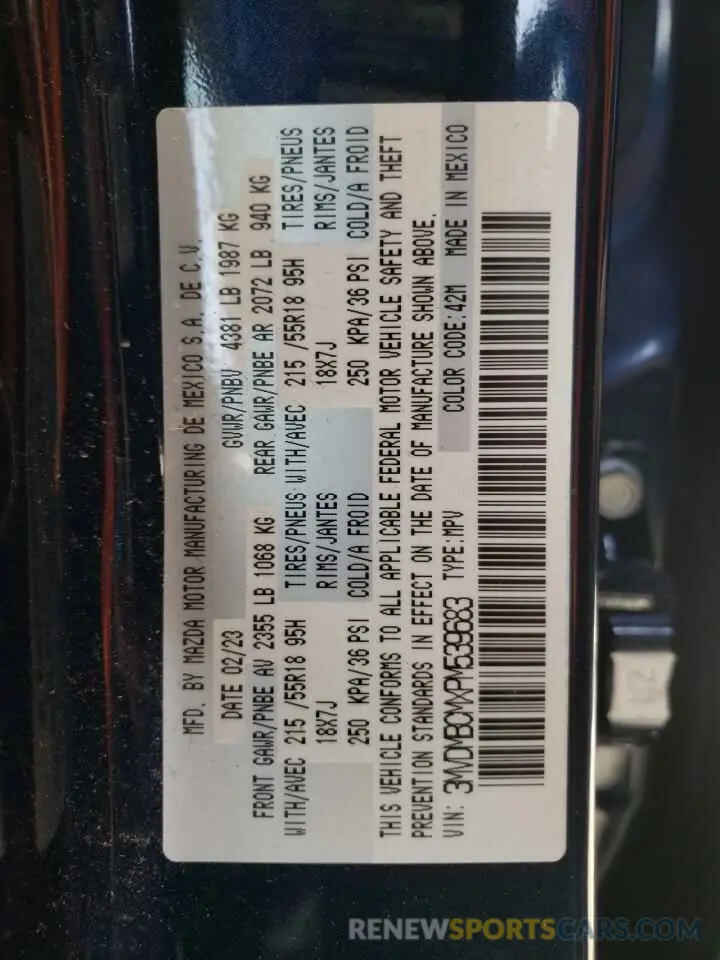 MFD. BY MAZDA MOTOR MANUFACTURING DE MEXICO S.A. DE C.V.
DATE 02/23 GVWR/PNBV 4381 LB 1987 KG
FRONT GAWR/PNBE AV 2355 LB 1068 KG REAR GAWR/PNBE AR 2072 LB 940 KG
WITH/AVEC 215 /55R18 95H TIRES/PNEUS WITH/AVEC 215 /55R18 95H TIRES/PNEUS
18X7J RIMS/JANTES 18X7J RIMS/JANTES
250 KPA/36 PSI COLD/A FROID 250 KPA/36 PSI COLD/A FROID
THIS VEHICLE CONFORMS TO ALL APPLICABLE FEDERAL MOTOR VEHICLE SAFETY AND THEFT
PREVENTION STANDARDS IN EFFECT ON THE DATE OF MANUFACTURE SHOWN ABOVE.
VIN: 3MVDMBCMXPM539683 TYPE:MPV COLOR CODE:42M MADE IN MEXICO
RENEWSPORTSCARS.COM